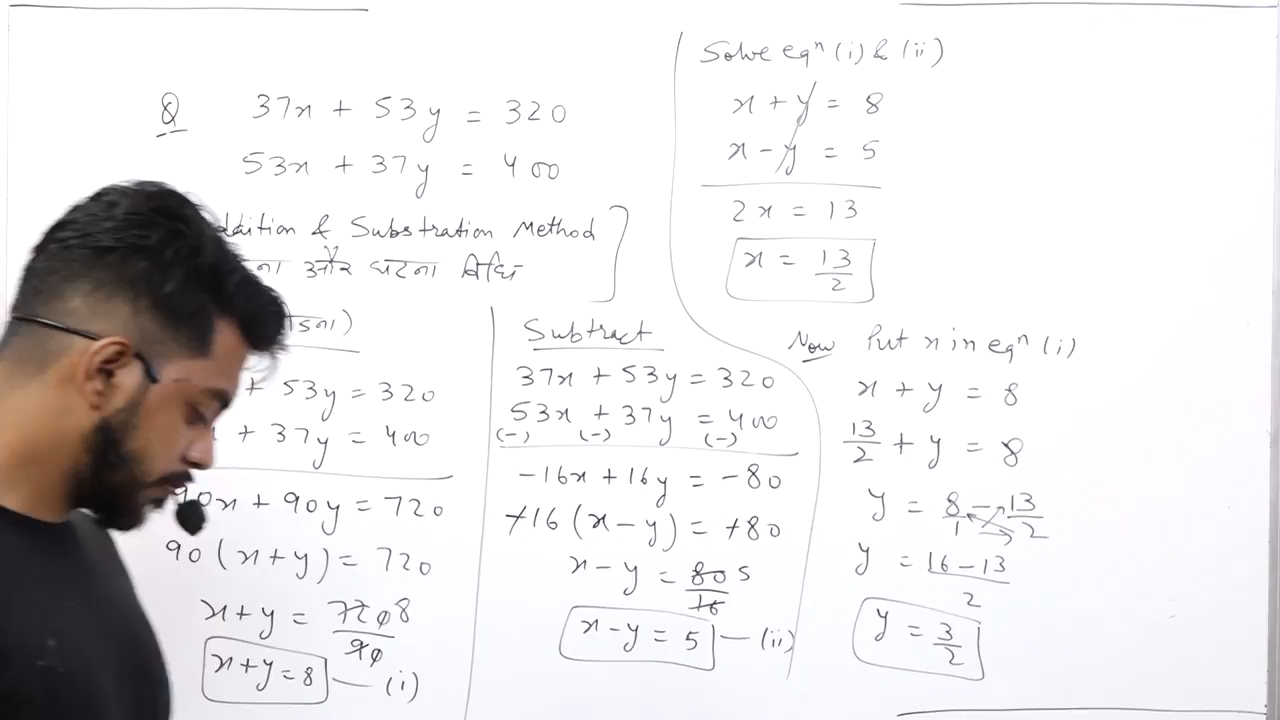 Q 37x + 53y = 320
53x + 37y = 400
Substration Method
और घटना विधि
+ 53y = 320
+ 37y = 400
90x + 90y = 720
90(x+y) = 720
x+y = 720/90 8
x+y = 8 — (i)
Subtract
37x + 53y = 320
53x + 37y = 400
(-) (-) (-)
-16x + 16y = -80
-16(x-y) = -80
x-y = 80/16 5
x-y = 5 — (ii)
Solve eqⁿ (i) & (ii)
x + y = 8
x - y = 5
2x = 13
x = 13/2
Now Put x in eqⁿ (i)
x + y = 8
13/2 + y = 8
y = 8/1 - 13/2
y = 16-13/2
y = 3/2